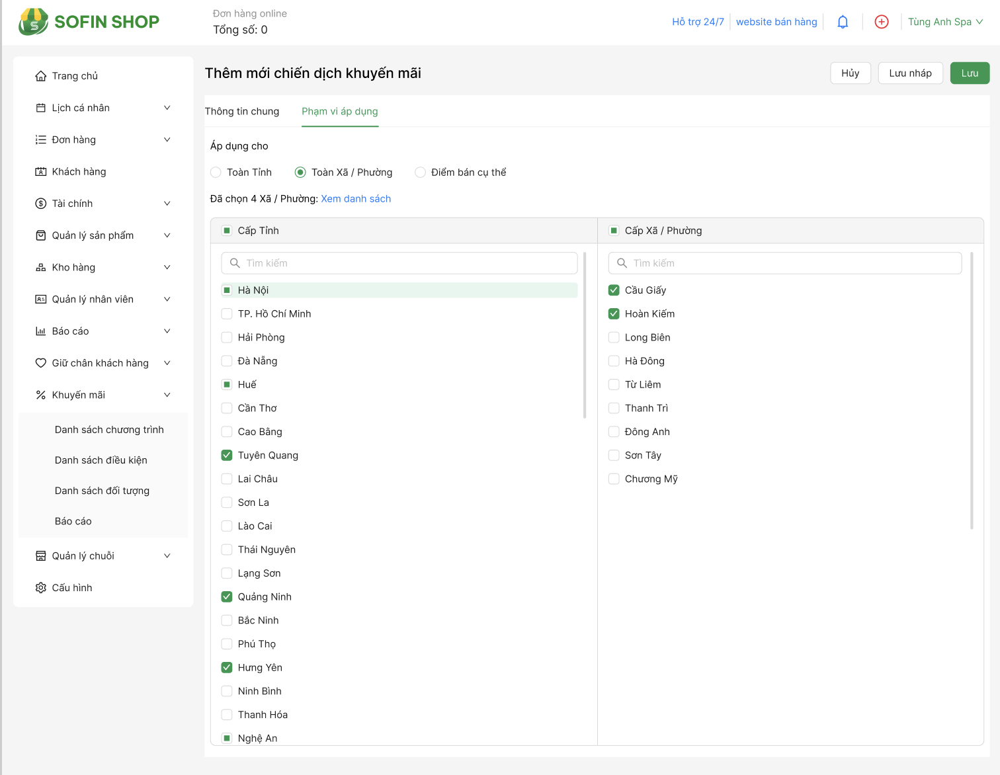 SOFIN SHOP
Đơn hàng online
Tổng số: 0
Hỗ trợ 24/7
website bán hàng
Tùng Anh Spa
Trang chủ
Lịch cá nhân
Đơn hàng
Khách hàng
Tài chính
Quản lý sản phẩm
Kho hàng
Quản lý nhân viên
Báo cáo
Giữ chân khách hàng
Khuyến mãi
Danh sách chương trình
Danh sách điều kiện
Danh sách đối tượng
Báo cáo
Quản lý chuỗi
Cấu hình
Thêm mới chiến dịch khuyến mãi
Hủy
Lưu nháp
Lưu
Thông tin chung
Phạm vi áp dụng
Áp dụng cho
Toàn Tỉnh
Toàn Xã / Phường
Điểm bán cụ thể
Đã chọn 4 Xã / Phường: Xem danh sách
Cấp Tỉnh
Tìm kiếm
Hà Nội
TP. Hồ Chí Minh
Hải Phòng
Đà Nẵng
Huế
Cần Thơ
Cao Bằng
Tuyên Quang
Lai Châu
Sơn La
Lào Cai
Thái Nguyên
Lạng Sơn
Quảng Ninh
Bắc Ninh
Phú Thọ
Hưng Yên
Ninh Bình
Thanh Hóa
Nghệ An
Cấp Xã / Phường
Tìm kiếm
Cầu Giấy
Hoàn Kiếm
Long Biên
Hà Đông
Từ Liêm
Thanh Trì
Đông Anh
Sơn Tây
Chương Mỹ